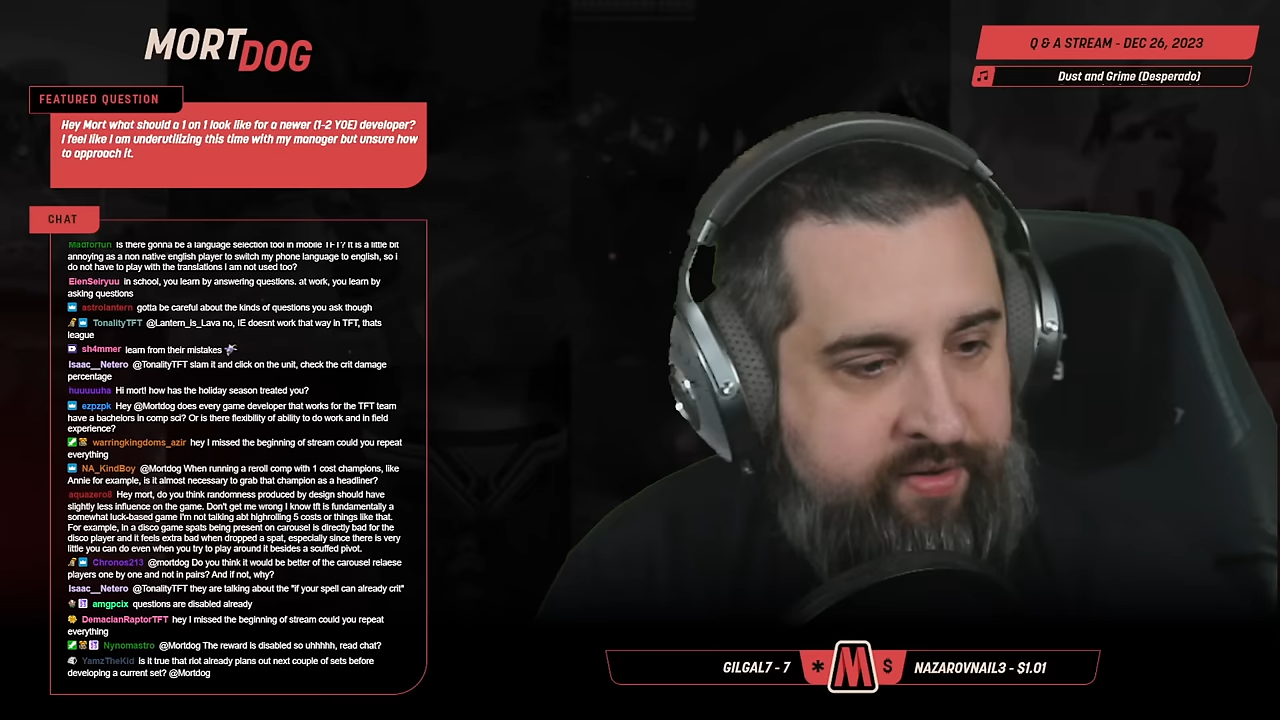 MORTDOG
Q & A STREAM - DEC 26, 2023
Dust and Grime (Desperado)
FEATURED QUESTION
Hey Mort what should a 1 on 1 look like for a newer (1-2 YOE) developer?
I feel like I am underutilizing this time with my manager but unsure how
to approach it.
CHAT
Madforfun Is there gonna be a language selection tool in mobile TFT? It is a little bit
annoying as a non native english player to switch my phone language to english, so i
do not have to play with the translations I am not used too?
EienSeiryuu in school, you learn by answering questions. at work, you learn by
asking questions
astrolantern gotta be careful about the kinds of questions you ask though
TonalityTFT @Lantern_Is_Lava no, IE doesnt work that way in TFT, thats
league
sh4mmer learn from their mistakes
Isaac__Netero @TonalityTFT slam it and click on the unit, check the crit damage
percentage
huuuuuha Hi mort! how has the holiday season treated you?
ezpzpk Hey @Mortdog does every game developer that works for the TFT team
have a bachelors in comp sci? Or is there flexibility of ability to do work and in field
experience?
warringkingdoms_azir hey I missed the beginning of stream could you repeat
everything
NA_KindBoy @Mortdog When running a reroll comp with 1 cost champions, like
Annie for example, is it almost necessary to grab that champion as a headliner?
aquazero8 Hey mort, do you think randomness produced by design should have
slightly less influence on the game. Don't get me wrong I know tft is fundamentally a
somewhat luck-based game I'm not talking abt highrolling 5 costs or things like that.
For example, in a disco game spats being present on carousel is directly bad for the
disco player and it feels extra bad when dropped a spat, especially since there is very
little you can do even when you try to play around it besides a scuffed pivot.
Chronos213 @mortdog Do you think it would be better of the carousel relaese
players one by one and not in pairs? And if not, why?
Isaac__Netero @TonalityTFT they are talking about the "if your spell can already crit"
amgpcix questions are disabled already
DemacianRaptorTFT hey I missed the beginning of stream could you repeat
everything
Nynomastro @Mortdog The reward is disabled so uhhhhh, read chat?
YamzTheKid Is it true that riot already plans out next couple of sets before
developing a current set? @Mortdog
GILGAL7 - 7 * M $ NAZAROVNAIL3 - $1.01